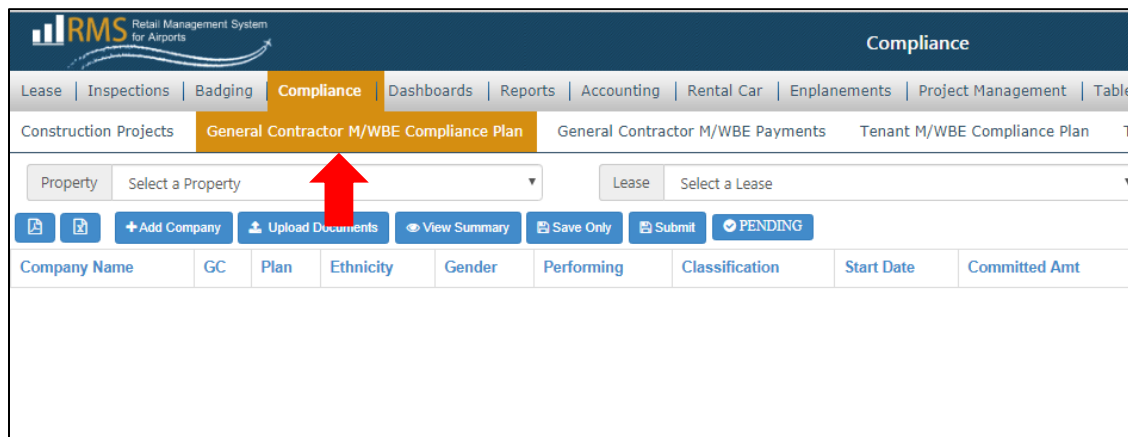 RMS Retail Management System
for Airports
Compliance
Lease | Inspections | Badging | Compliance | Dashboards | Reports | Accounting | Rental Car | Enplanements | Project Management | Table
Construction Projects General Contractor M/WBE Compliance Plan General Contractor M/WBE Payments Tenant M/WBE Compliance Plan T
Property Select a Property Lease Select a Lease
+Add Company Upload Documents View Summary Save Only Submit PENDING
Company Name GC Plan Ethnicity Gender Performing Classification Start Date Committed Amt